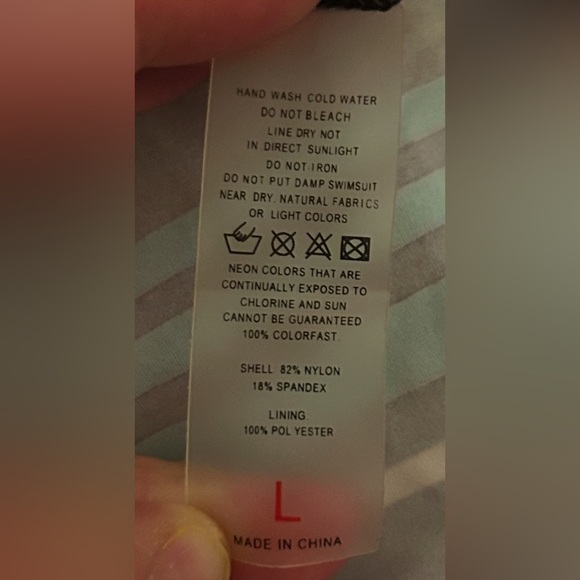 HAND WASH COLD WATER
DO NOT BLEACH
LINE DRY NOT
IN DIRECT SUNLIGHT
DO NOT IRON
DO NOT PUT DAMP SWIMSUIT
NEAR DRY, NATURAL FABRICS
OR LIGHT COLORS
NEON COLORS THAT ARE
CONTINUALLY EXPOSED TO
CHLORINE AND SUN
CANNOT BE GUARANTEED
100% COLORFAST.
SHELL: 82% NYLON
18% SPANDEX
LINING:
100% POLYESTER
L
MADE IN CHINA